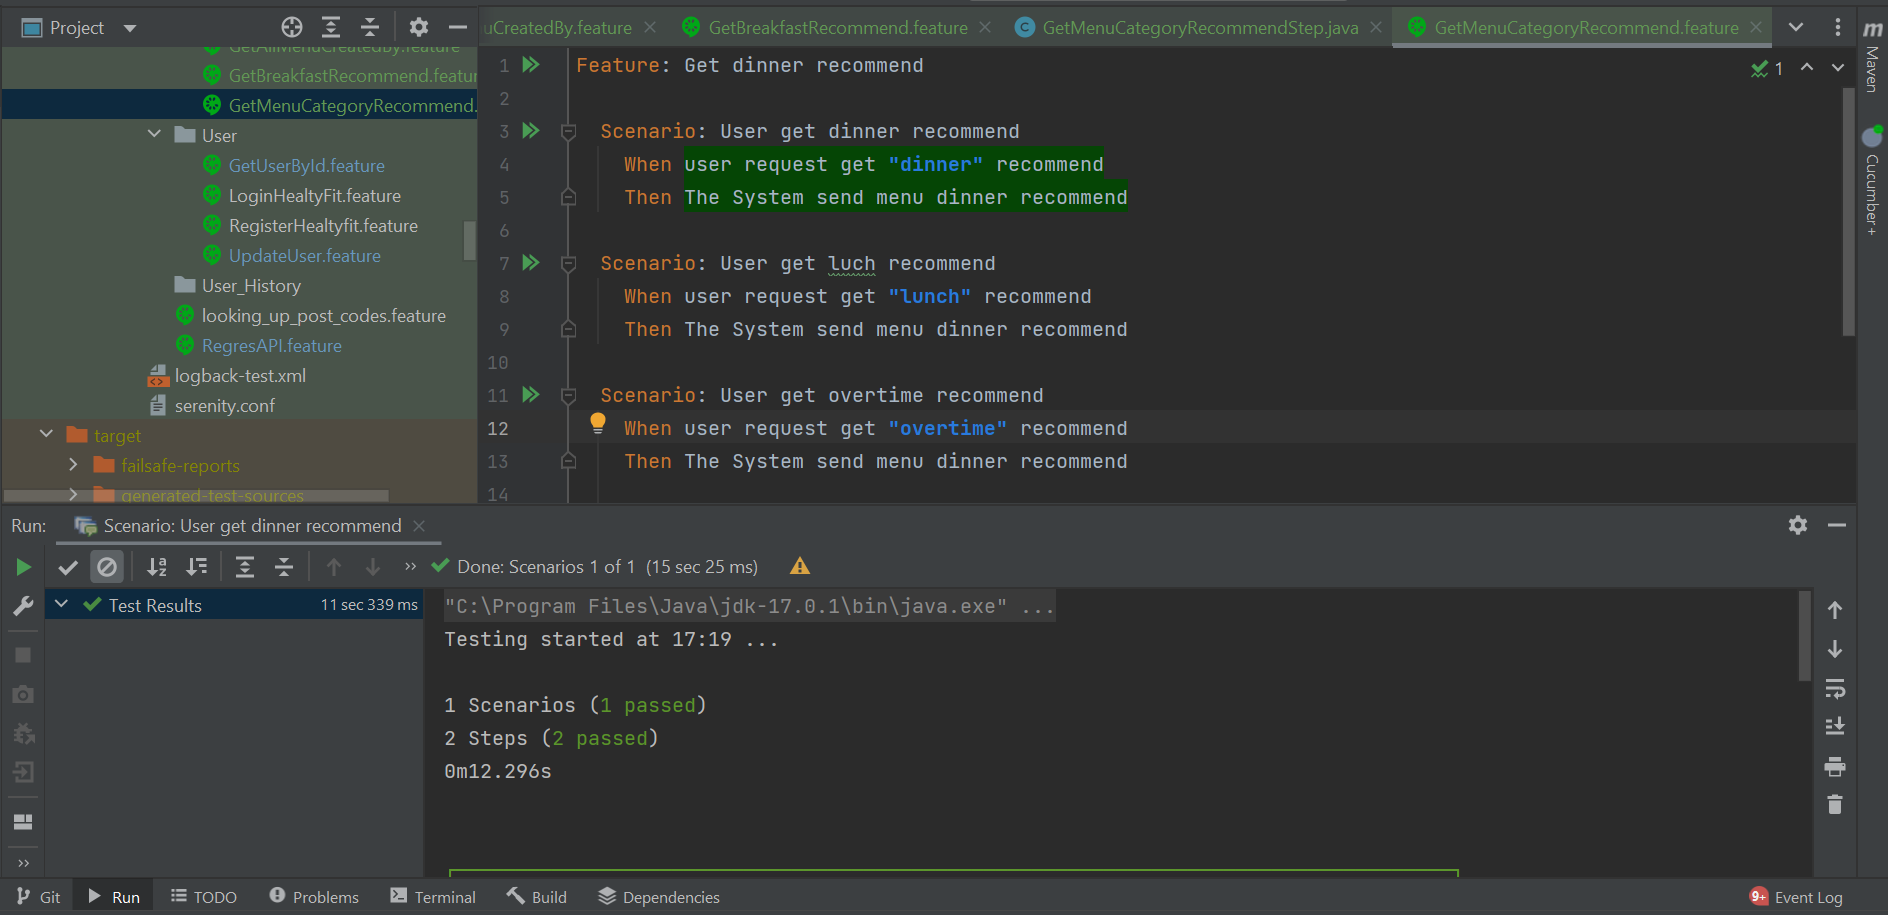 Project
uCreatedBy.feature
GetBreakfastRecommend.feature
GetMenuCategoryRecommendStep.java
GetMenuCategoryRecommend.feature
GetAllMenuCreatedBy.feature
GetBreakfastRecommend.featur
GetMenuCategoryRecommend.
User
GetUserById.feature
LoginHealtyFit.feature
RegisterHealtyfit.feature
UpdateUser.feature
User_History
looking_up_post_codes.feature
RegresAPI.feature
logback-test.xml
serenity.conf
target
failsafe-reports
generated-test-sources
1 Feature: Get dinner recommend
2
3 Scenario: User get dinner recommend
4 When user request get "dinner" recommend
5 Then The System send menu dinner recommend
6
7 Scenario: User get luch recommend
8 When user request get "lunch" recommend
9 Then The System send menu dinner recommend
10
11 Scenario: User get overtime recommend
12 When user request get "overtime" recommend
13 Then The System send menu dinner recommend
14
1
m
Maven
Cucumber+
Run:
Scenario: User get dinner recommend
Done: Scenarios 1 of 1 (15 sec 25 ms)
Test Results
11 sec 339 ms
"C:\Program Files\Java\jdk-17.0.1\bin\java.exe" ...
Testing started at 17:19 ...
1 Scenarios (1 passed)
2 Steps (2 passed)
0m12.296s
Git
Run
TODO
Problems
Terminal
Build
Dependencies
9+ Event Log